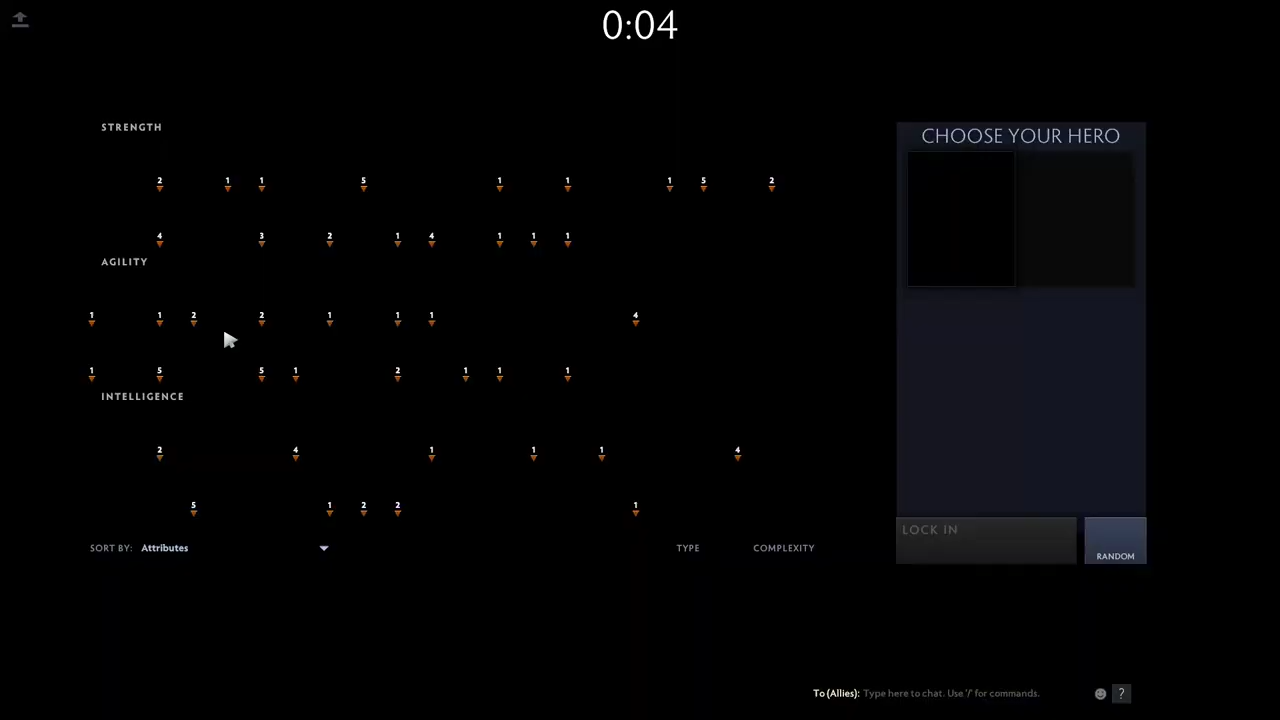 0:04
STRENGTH
CHOOSE YOUR HERO
2 1 1 5 1 1 1 5 2
4 3 2 1 4 1 1 1
AGILITY
1 1 2 2 1 1 1 4
1 5 5 1 2 1 1 1
INTELLIGENCE
2 4 1 1 1 4
5 1 2 2 1
LOCK IN
RANDOM
SORT BY: Attributes
TYPE
COMPLEXITY
To (Allies): Type here to chat. Use '/' for commands.
?